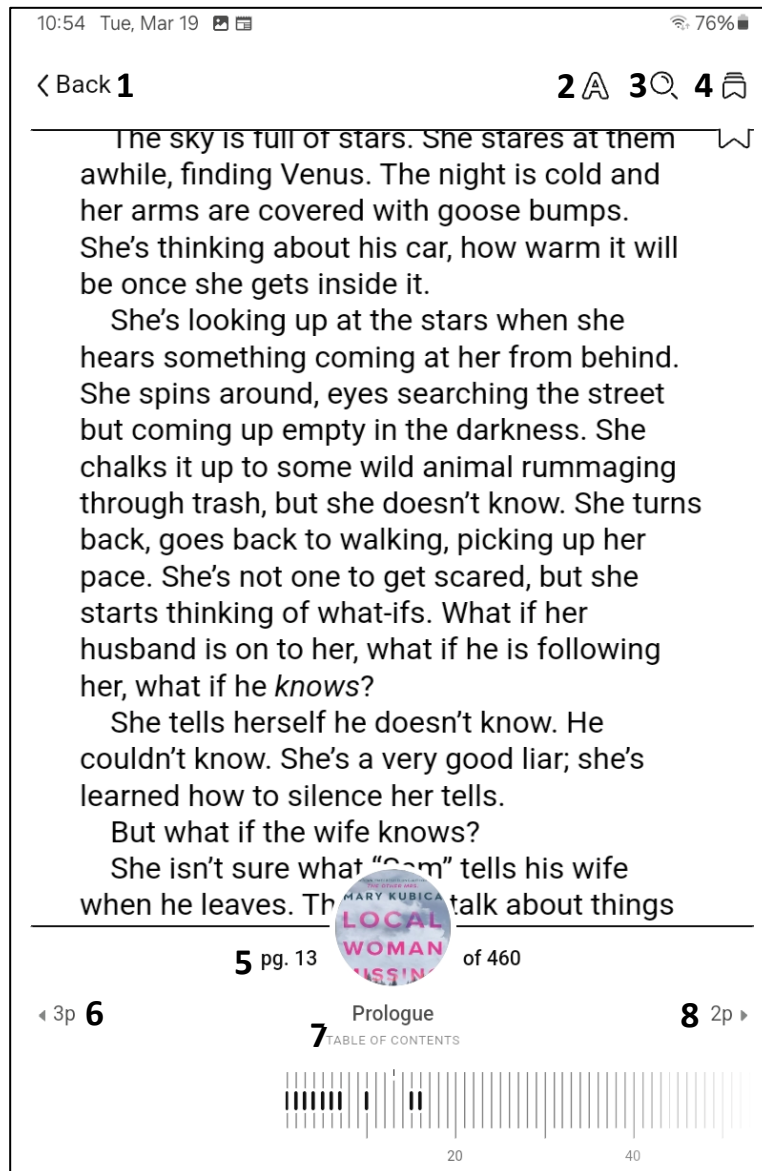 10:54 Tue, Mar 19 76%
Back 1 2 A 3 4
The sky is full of stars. She stares at them
awhile, finding Venus. The night is cold and
her arms are covered with goose bumps.
She’s thinking about his car, how warm it will
be once she gets inside it.
She’s looking up at the stars when she
hears something coming at her from behind.
She spins around, eyes searching the street
but coming up empty in the darkness. She
chalks it up to some wild animal rummaging
through trash, but she doesn’t know. She turns
back, goes back to walking, picking up her
pace. She’s not one to get scared, but she
starts thinking of what-ifs. What if her
husband is on to her, what if he is following
her, what if he knows?
She tells herself he doesn’t know. He
couldn’t know. She’s a very good liar; she’s
learned how to silence her tells.
But what if the wife knows?
She isn’t sure what “Sam” tells his wife
when he leaves. Th talk about things
THE OTHER MRS.
MARY KUBICA
LOCAL
WOMAN
MISSIN
5 pg. 13 of 460
3p 6 Prologue 8 2p
7 TABLE OF CONTENTS
20 40